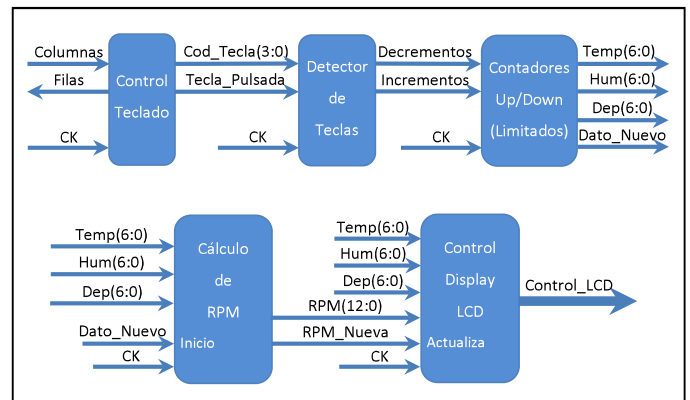 Columnas
Filas
CK
Control
Teclado
Cod_Tecla(3:0)
Tecla_Pulsada
CK
Detector
de
Teclas
Decrementos
Incrementos
CK
Contadores
Up/Down
(Limitados)
Temp(6:0)
Hum(6:0)
Dep(6:0)
Dato_Nuevo
Temp(6:0)
Hum(6:0)
Dep(6:0)
Dato_Nuevo
CK
Cálculo
de
RPM
Inicio
Temp(6:0)
Hum(6:0)
Dep(6:0)
RPM(12:0)
RPM_Nueva
CK
Control
Display
LCD
Actualiza
Control_LCD